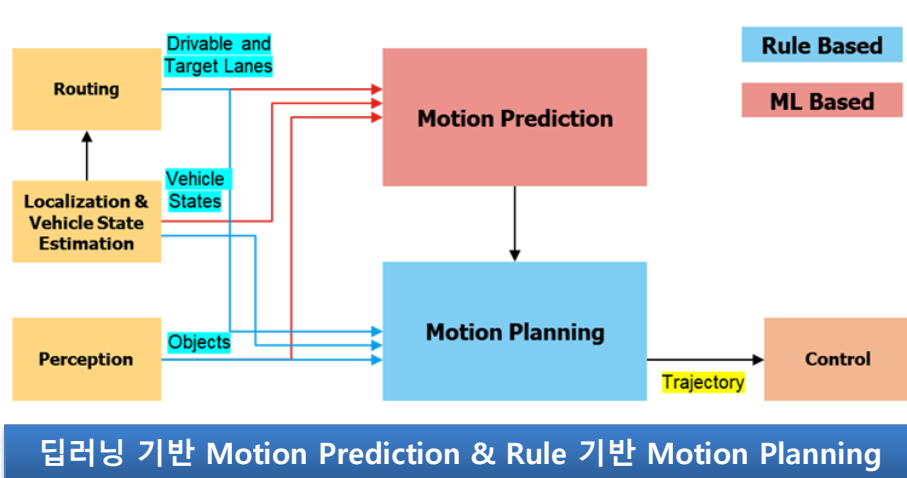 Drivable and
Target Lanes
Rule Based
Routing
ML Based
Motion Prediction
Vehicle
States
Localization &
Vehicle State
Estimation
Motion Planning
Objects
Perception
Control
Trajectory
딥러닝 기반 Motion Prediction & Rule 기반 Motion Planning